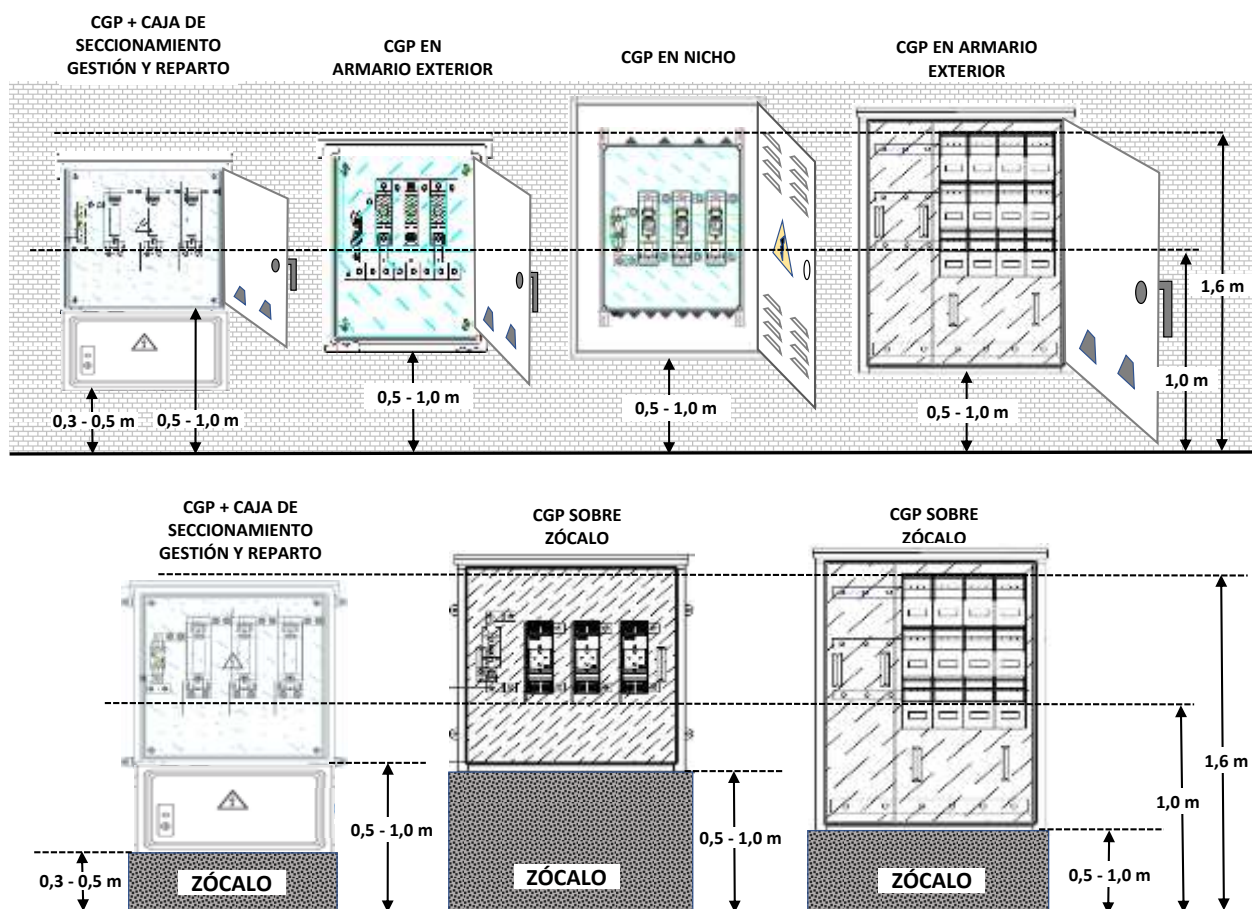 CGP + CAJA DE
SECCIONAMIENTO
GESTIÓN Y REPARTO
CGP EN
ARMARIO EXTERIOR
CGP EN NICHO
CGP EN ARMARIO
EXTERIOR
0,3 - 0,5 m
0,5 - 1,0 m
0,5 - 1,0 m
0,5 - 1,0 m
0,5 - 1,0 m
1,0 m
1,6 m
CGP + CAJA DE
SECCIONAMIENTO
GESTIÓN Y REPARTO
CGP SOBRE
ZÓCALO
CGP SOBRE
ZÓCALO
0,3 - 0,5 m
ZÓCALO
0,5 - 1,0 m
ZÓCALO
0,5 - 1,0 m
ZÓCALO
0,5 - 1,0 m
1,0 m
1,6 m